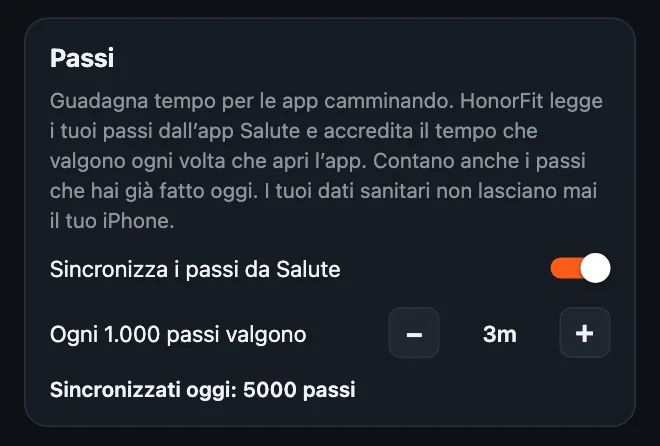 Passi
Guadagna tempo per le app camminando. HonorFit legge
i tuoi passi dall’app Salute e accredita il tempo che
valgono ogni volta che apri l’app. Contano anche i passi
che hai già fatto oggi. I tuoi dati sanitari non lasciano mai
il tuo iPhone.
Sincronizza i passi da Salute
Ogni 1.000 passi valgono – 3m +
Sincronizzati oggi: 5000 passi